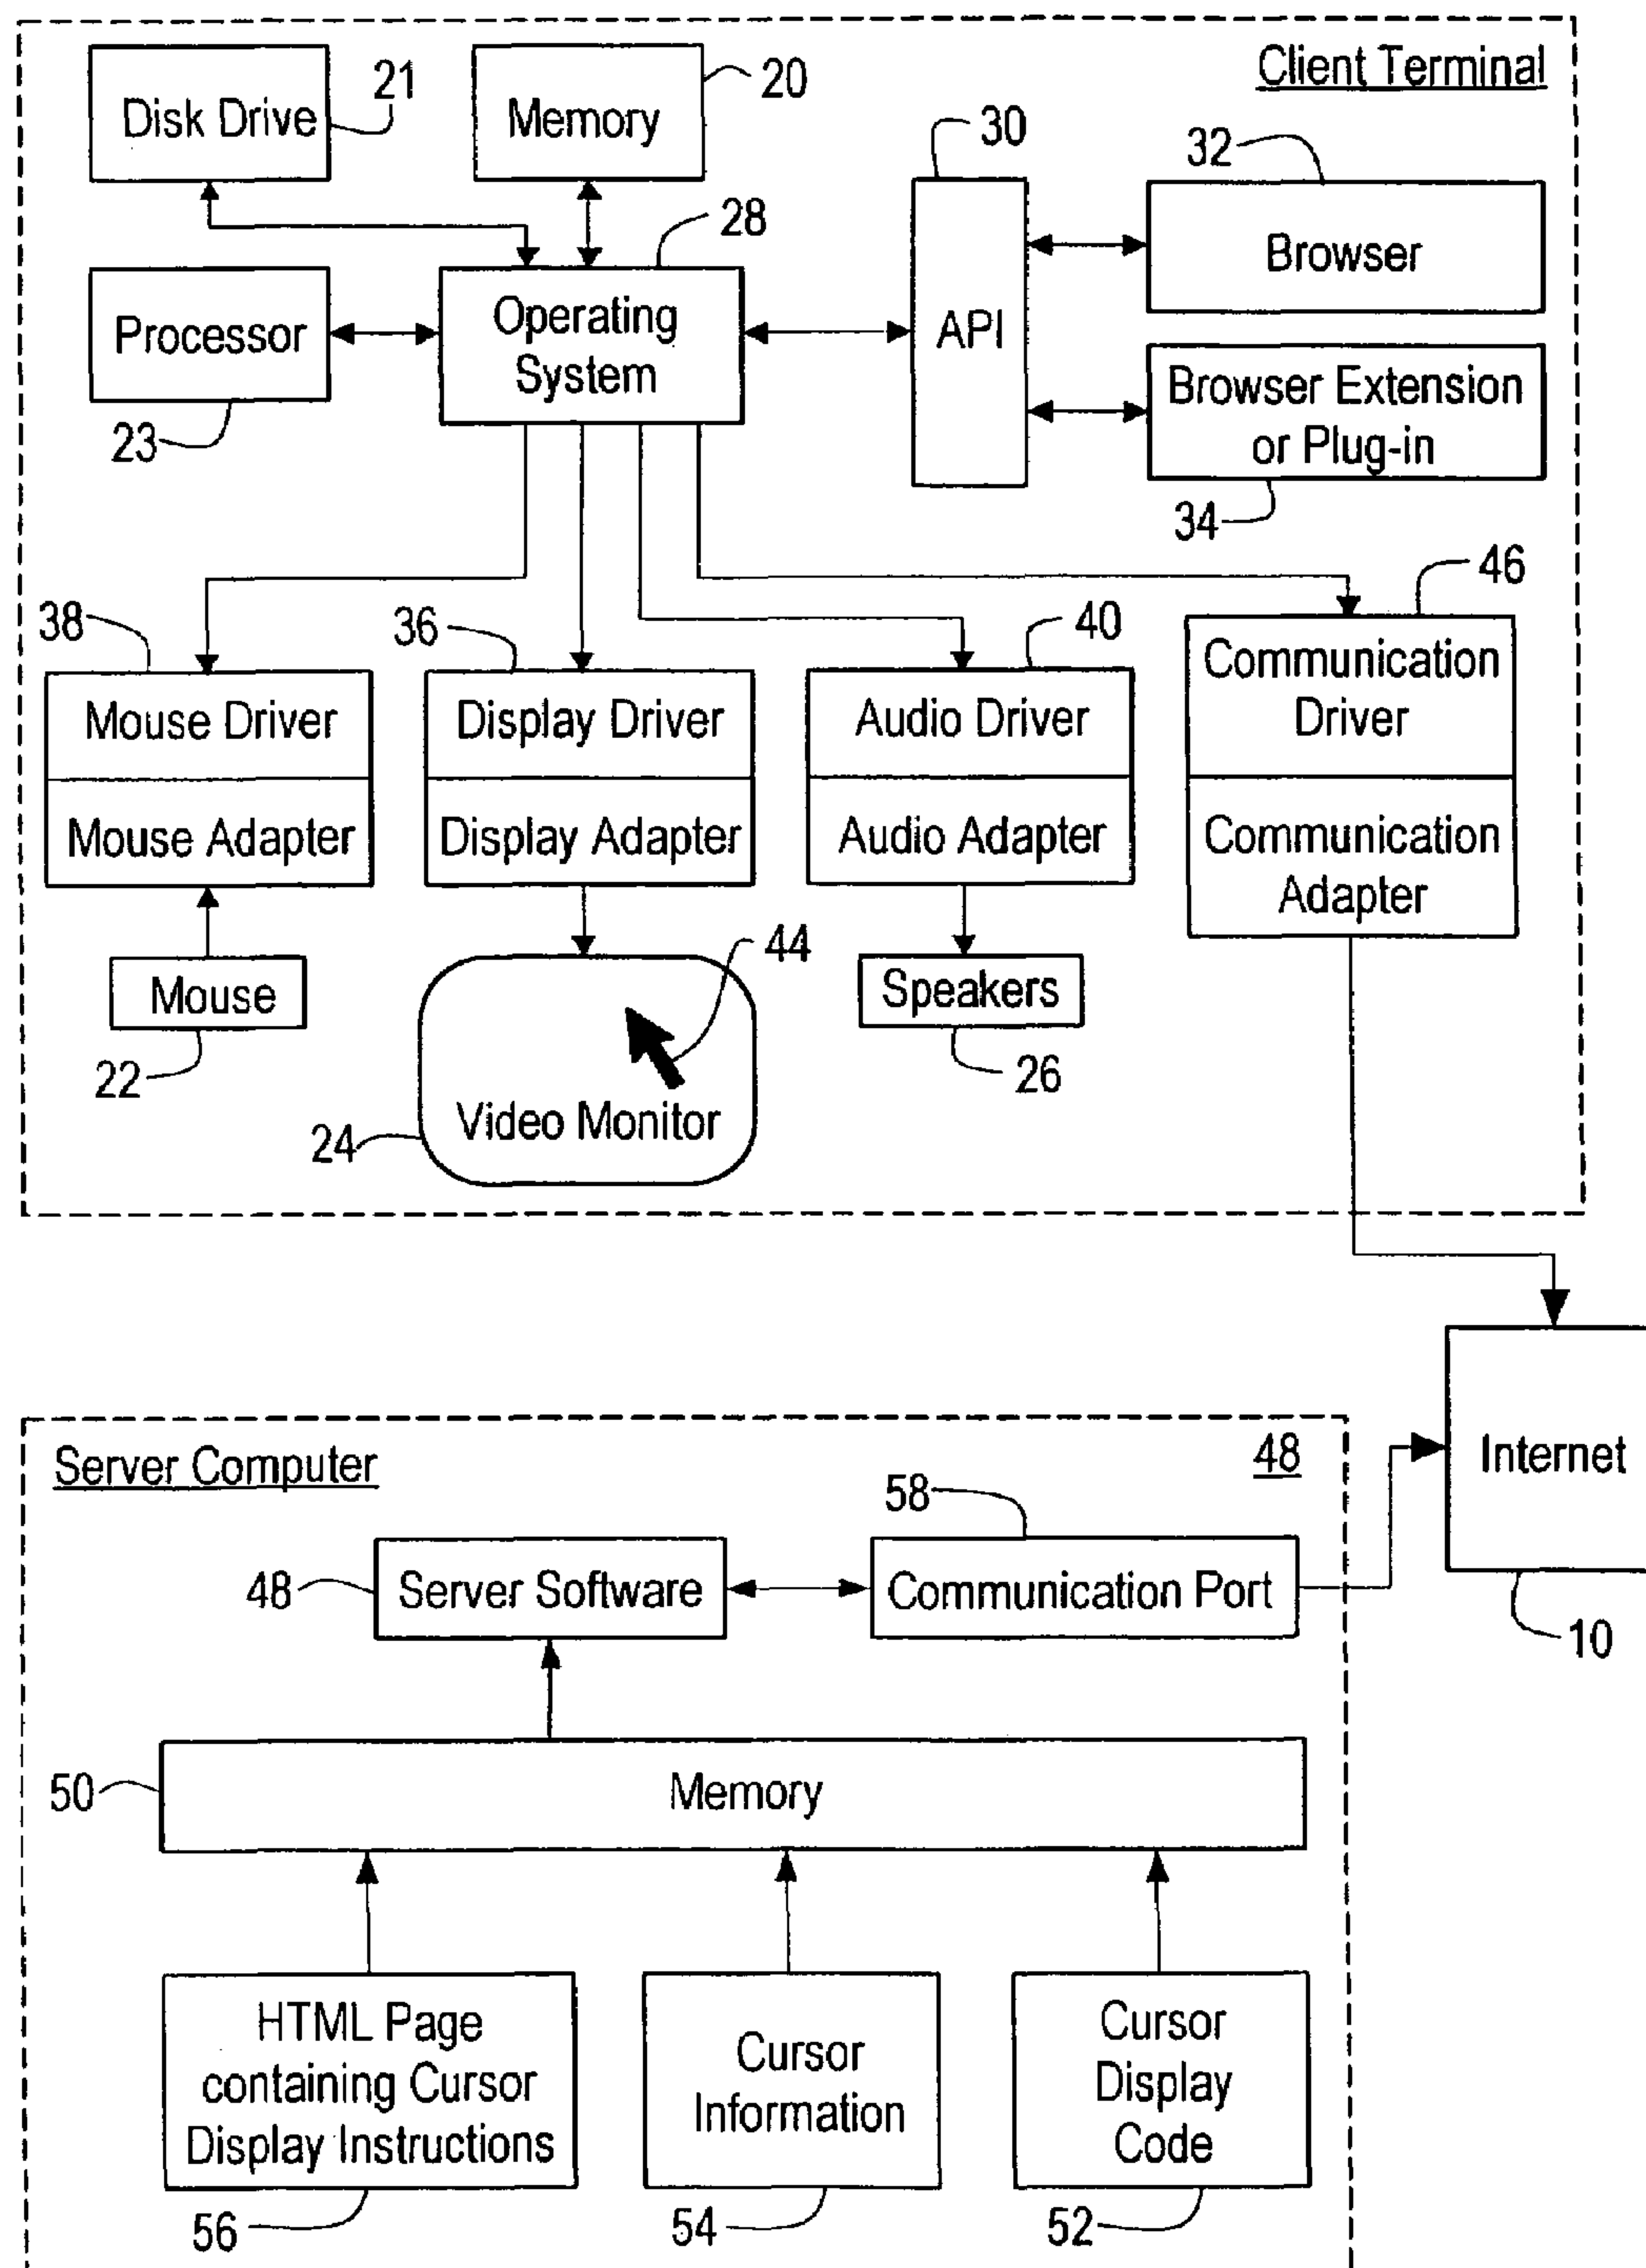 Client Terminal
Disk Drive
21
Memory
20
30
32
Browser
28
Processor
23
Operating
System
API
Browser Extension
or Plug-in
34
38
Mouse Driver
Mouse Adapter
36
Display Driver
Display Adapter
40
Audio Driver
Audio Adapter
46
Communication
Driver
Communication
Adapter
Mouse
22
44
Video Monitor
24
Speakers
26
Internet
10
Server Computer
48
58
48
Server Software
Communication Port
50
Memory
HTML Page
containing Cursor
Display Instructions
56
Cursor
Information
54
Cursor
Display
Code
52